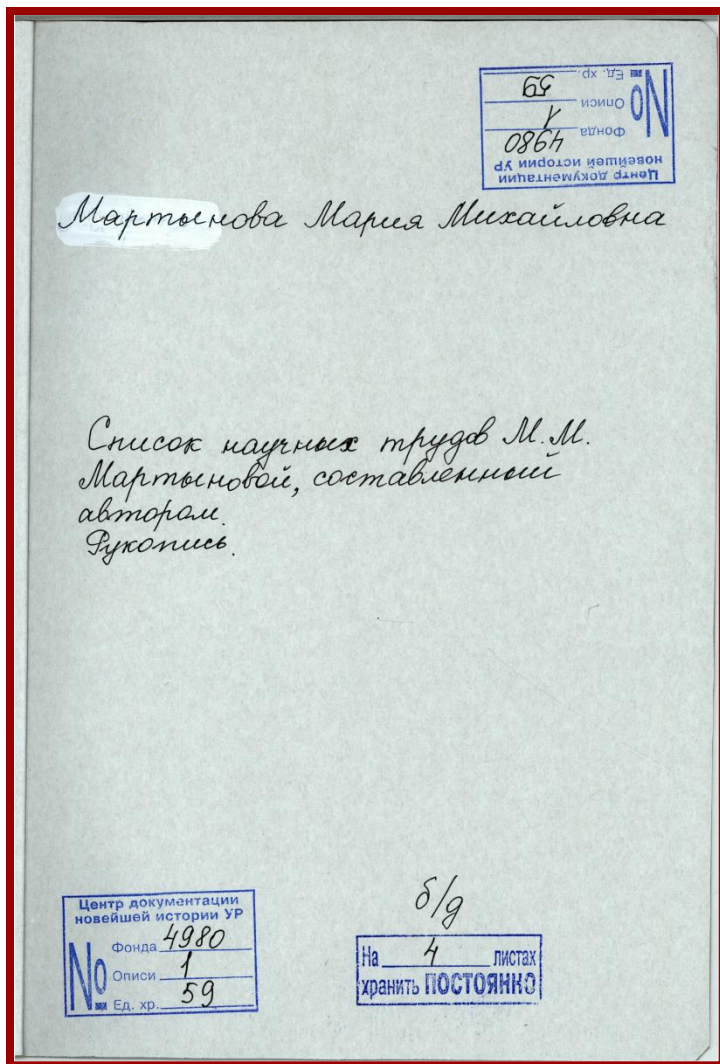 Центр документации
новейшей истории УР
№
Фонда 4980
Описи 1
Ед. хр. 59
Мартынова Мария Михайловна
Список научных трудов М.М.
Мартыновой, составленный
автором.
Рукопись.
б/д
Центр документации
новейшей истории УР
№
Фонда 4980
Описи 1
Ед. хр. 59
На 4 листах
хранить ПОСТОЯННО